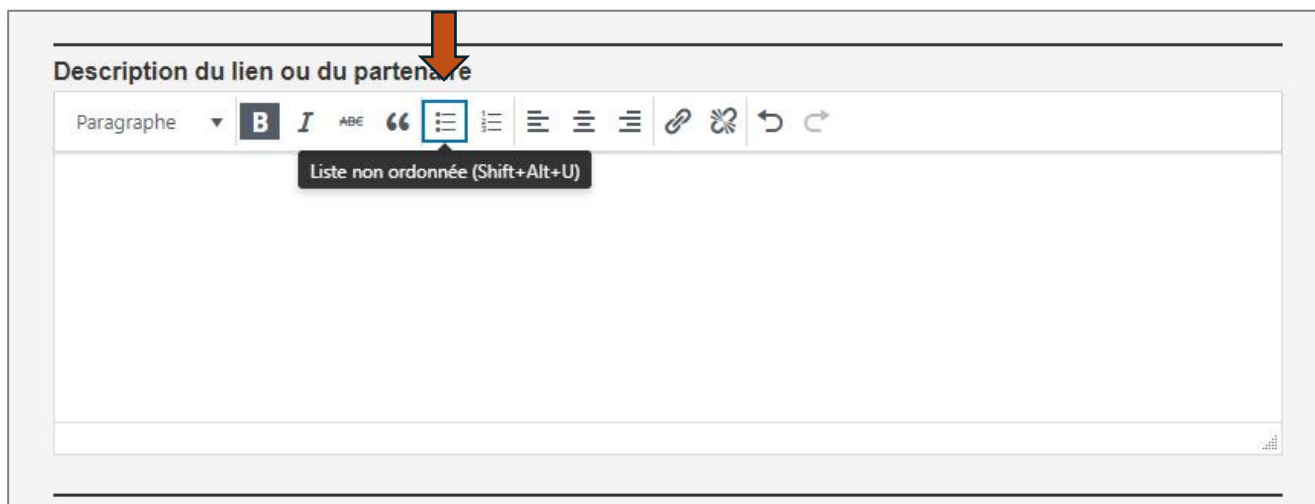 Description du lien ou du partenaire
Paragraphe B I ABC
Liste non ordonnée (Shift+Alt+U)